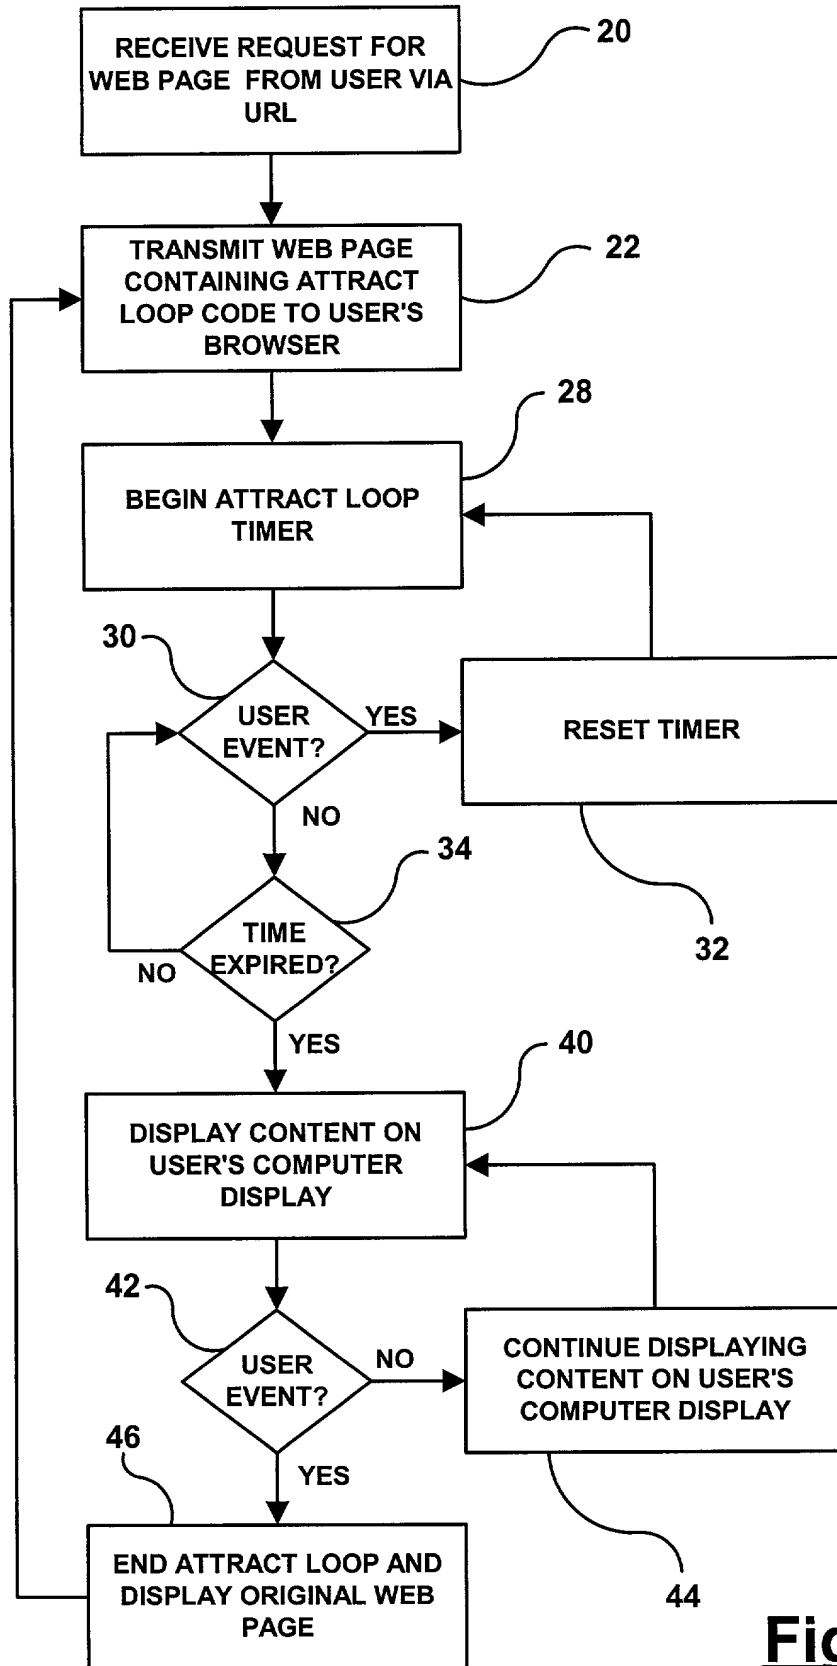 RECEIVE REQUEST FOR
WEB PAGE FROM USER VIA
URL
20
TRANSMIT WEB PAGE
CONTAINING ATTRACT
LOOP CODE TO USER'S
BROWSER
22
BEGIN ATTRACT LOOP
TIMER
28
30
USER
EVENT?
YES
RESET TIMER
32
NO
34
TIME
EXPIRED?
NO
YES
DISPLAY CONTENT ON
USER'S COMPUTER
DISPLAY
40
42
USER
EVENT?
NO
CONTINUE DISPLAYING
CONTENT ON USER'S
COMPUTER DISPLAY
44
YES
46
END ATTRACT LOOP AND
DISPLAY ORIGINAL WEB
PAGE